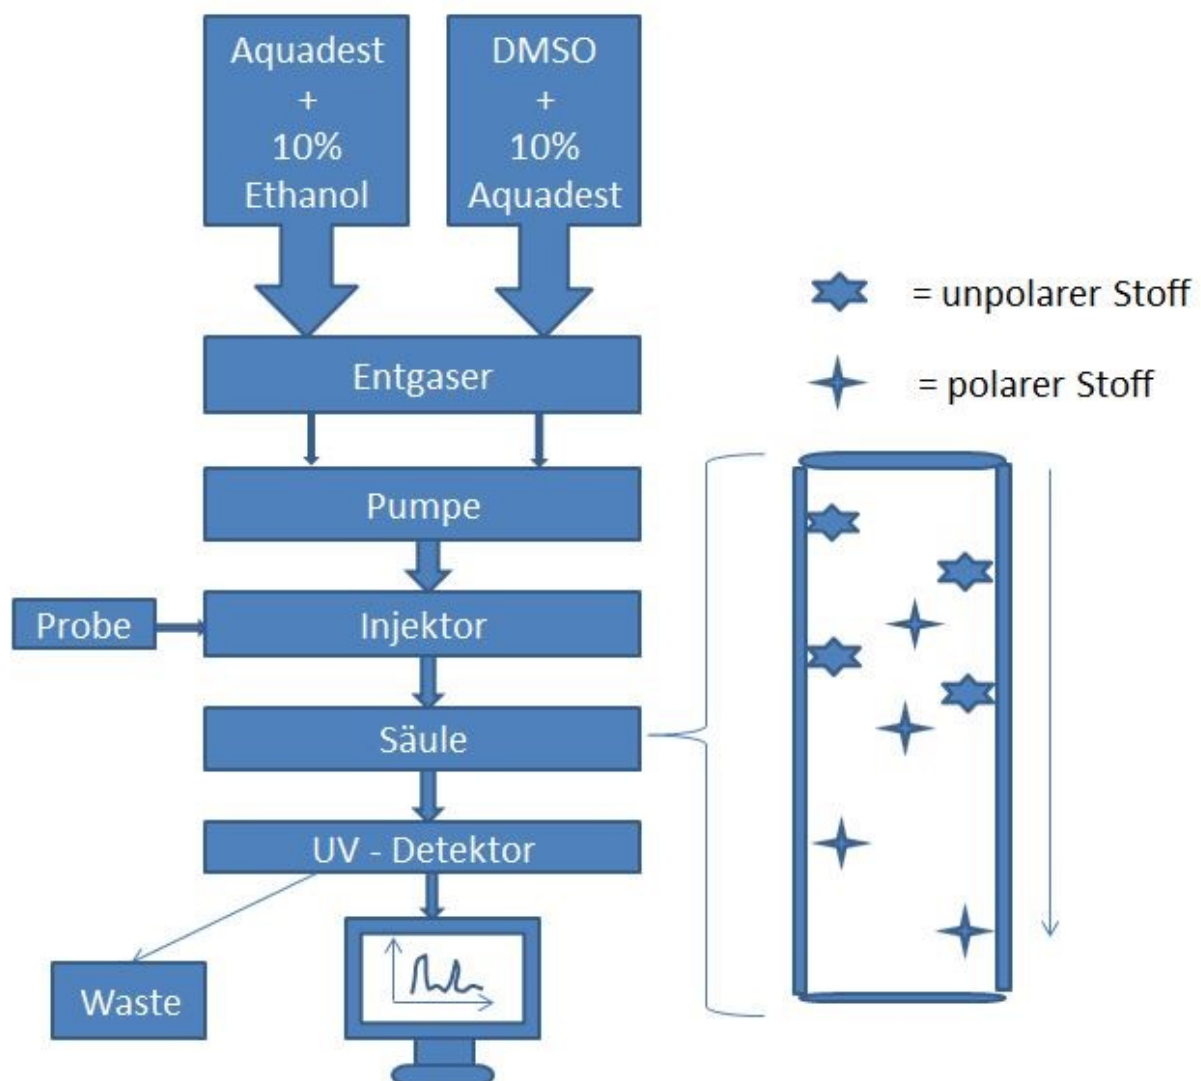 Aquadest
+
10%
Ethanol
DMSO
+
10%
Aquadest
Entgaser
Pumpe
Probe
Injektor
Säule
UV - Detektor
Waste
= unpolarer Stoff
= polarer Stoff